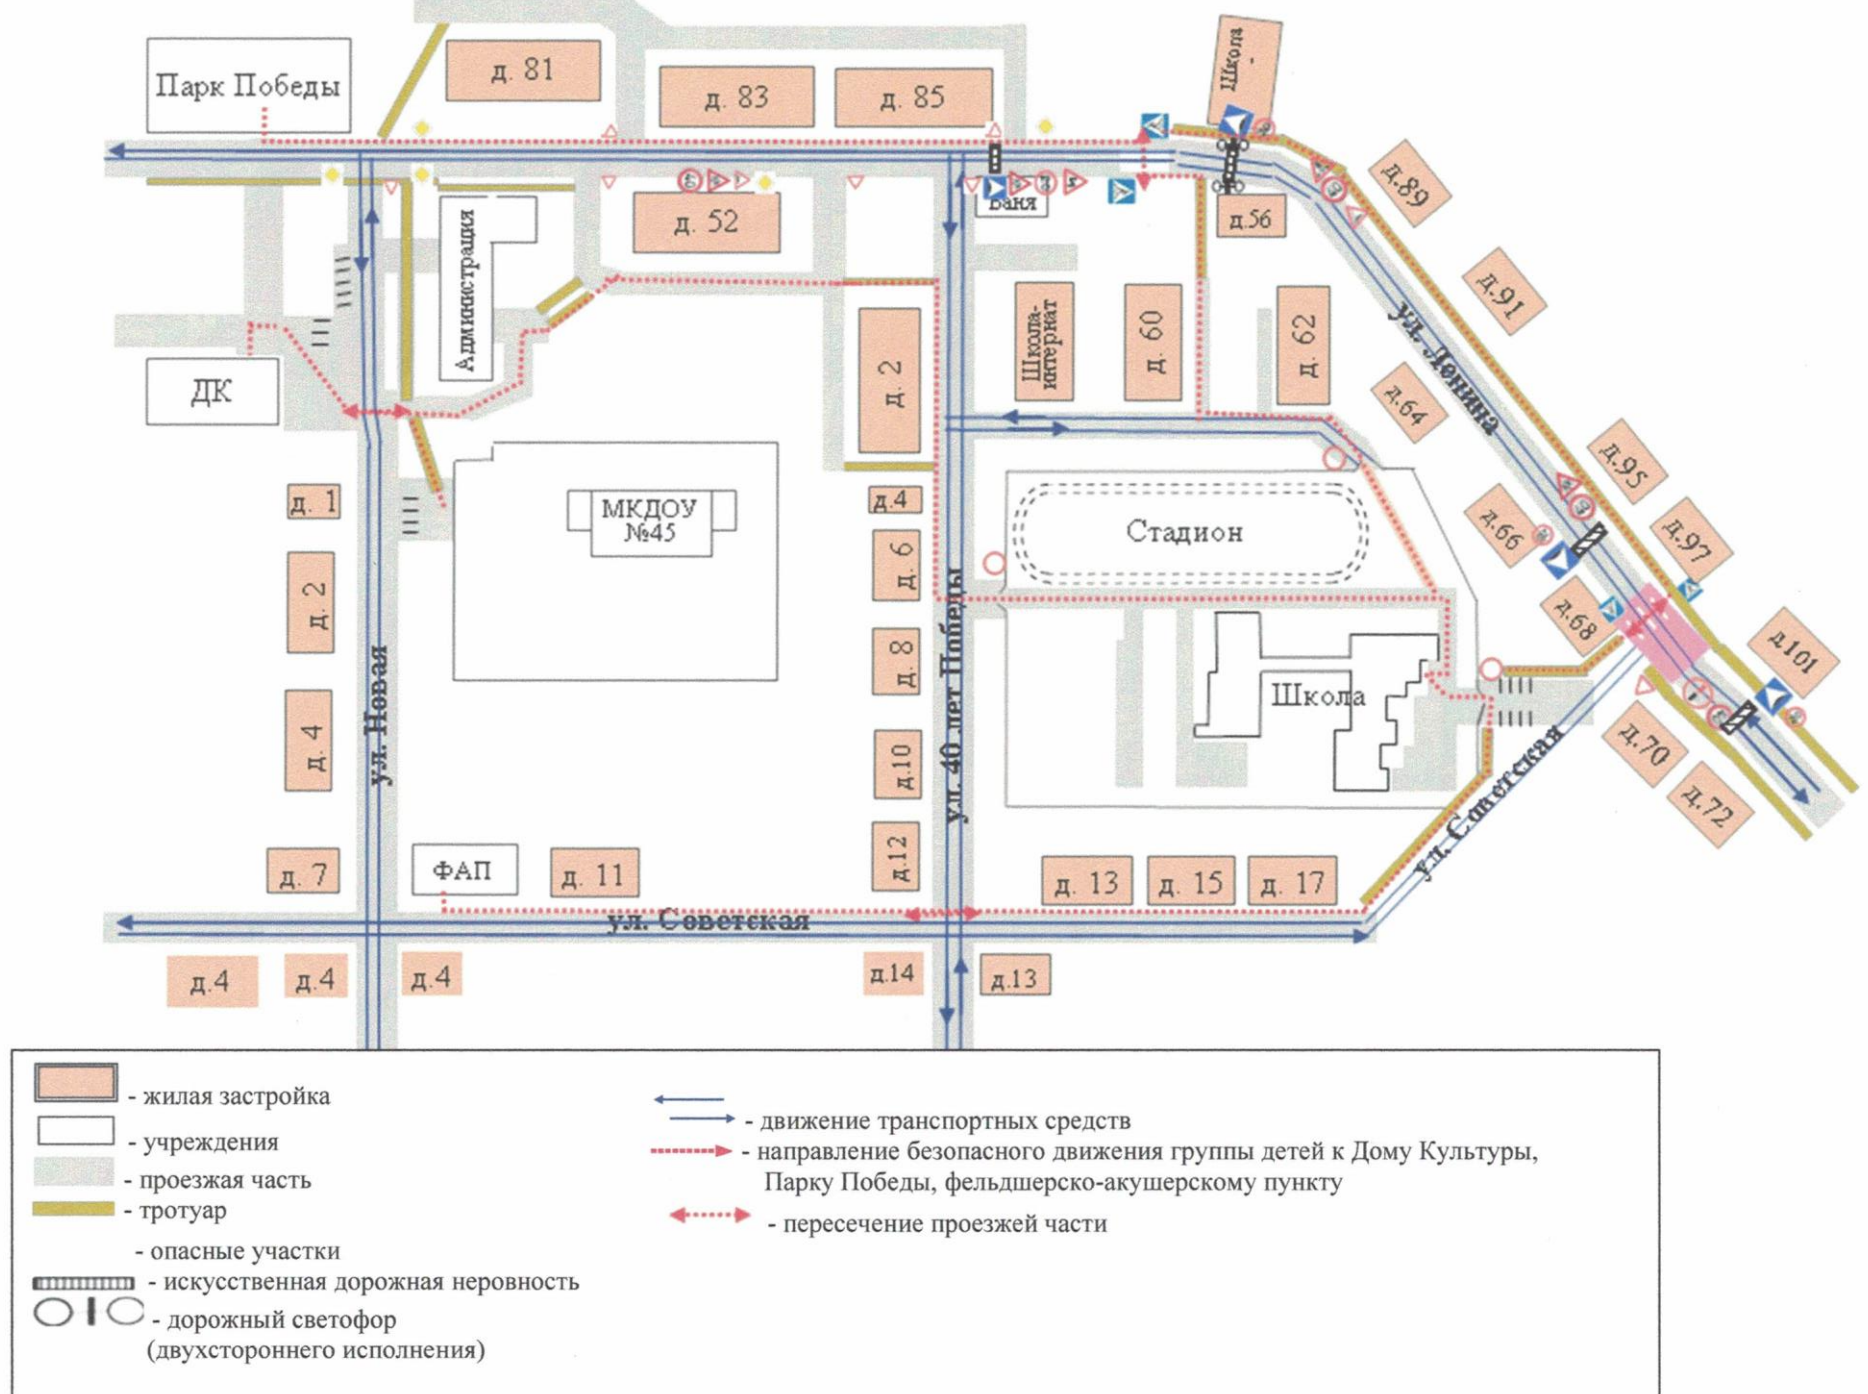 Парк Победы
д. 81
д. 83
д. 85
Школа
д. 89
Администрация
д. 52
Баня
д.56
д.91
ДК
д. 2
Школа-
интернат
д. 60
д. 62
д.64
ул. Ленина
д. 1
МКДОУ
№45
д.4
Стадион
д.66
д.95
д.97
д. 2
д. 6
д.68
д101
д. 4
ул. Новая
д. 8
ул. 40 лет Победы
Школа
д.70
д.72
д.10
ул. Советская
д. 7
ФАП
д. 11
д.12
д. 13
д. 15
д. 17
ул. Советская
д.4
д.4
д.4
д.14
д.13
- жилая застройка
- учреждения
- проезжая часть
- тротуар
- опасные участки
- искусственная дорожная неровность
- дорожный светофор
(двухстороннего исполнения)
- движение транспортных средств
- направление безопасного движения группы детей к Дому Культуры,
Парку Победы, фельдшерско-акушерскому пункту
- пересечение проезжей части